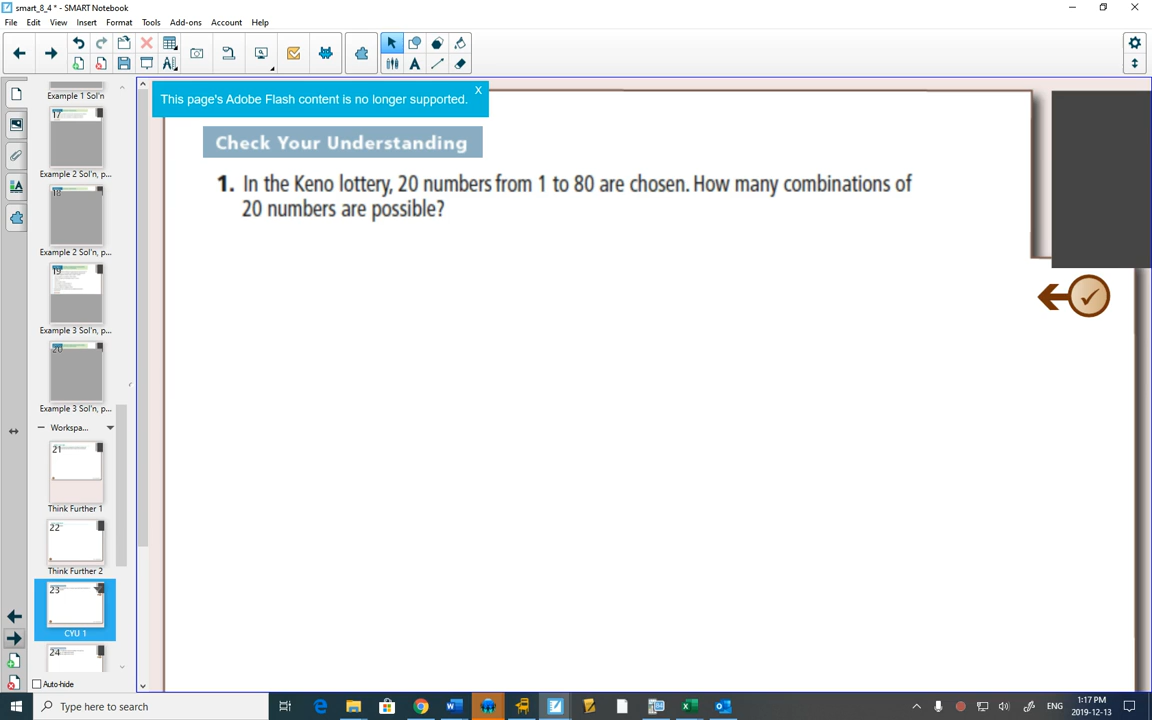 smart_8_4 * - SMART Notebook
File Edit View Insert Format Tools Add-ons Account Help
This page's Adobe Flash content is no longer supported. X
Check Your Understanding
1. In the Keno lottery, 20 numbers from 1 to 80 are chosen. How many combinations of
20 numbers are possible?
Example 1 Sol'n
17
Example 2 Sol'n, p...
18
Example 2 Sol'n, p...
19
Example 3 Sol'n, p...
20
Example 3 Sol'n, p...
Workspa...
21
Think Further 1
22
Think Further 2
23
CYU 1
24
Auto-hide
Type here to search
ENG
1:17 PM
2019-12-13